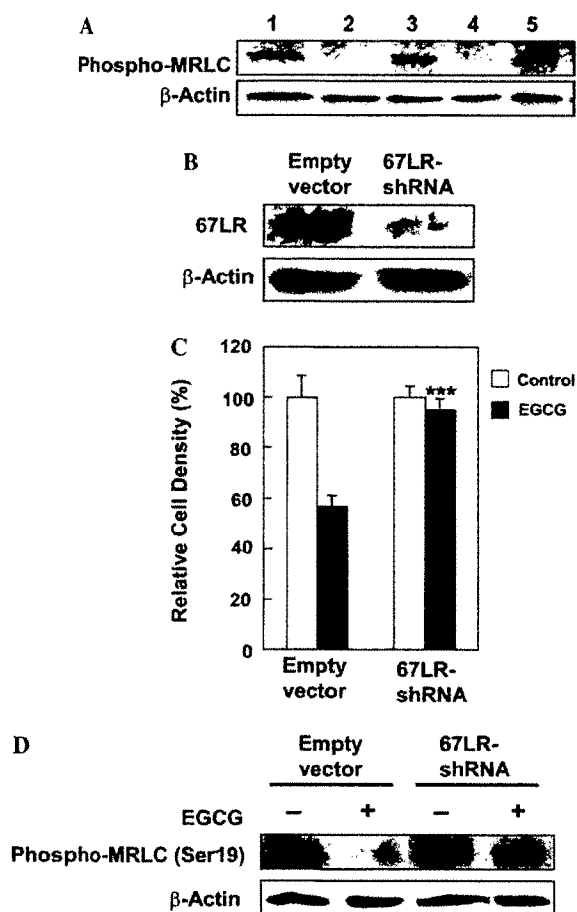 A
1 2 3 4 5
Phospho-MRLC
β-Actin
B
Empty vector
67LR-shRNA
67LR
β-Actin
C
Relative Cell Density (%)
120
100
80
60
40
20
0
***
Control
EGCG
Empty vector
67LR-shRNA
D
Empty vector
67LR-shRNA
EGCG − + − +
Phospho-MRLC (Ser19)
β-Actin